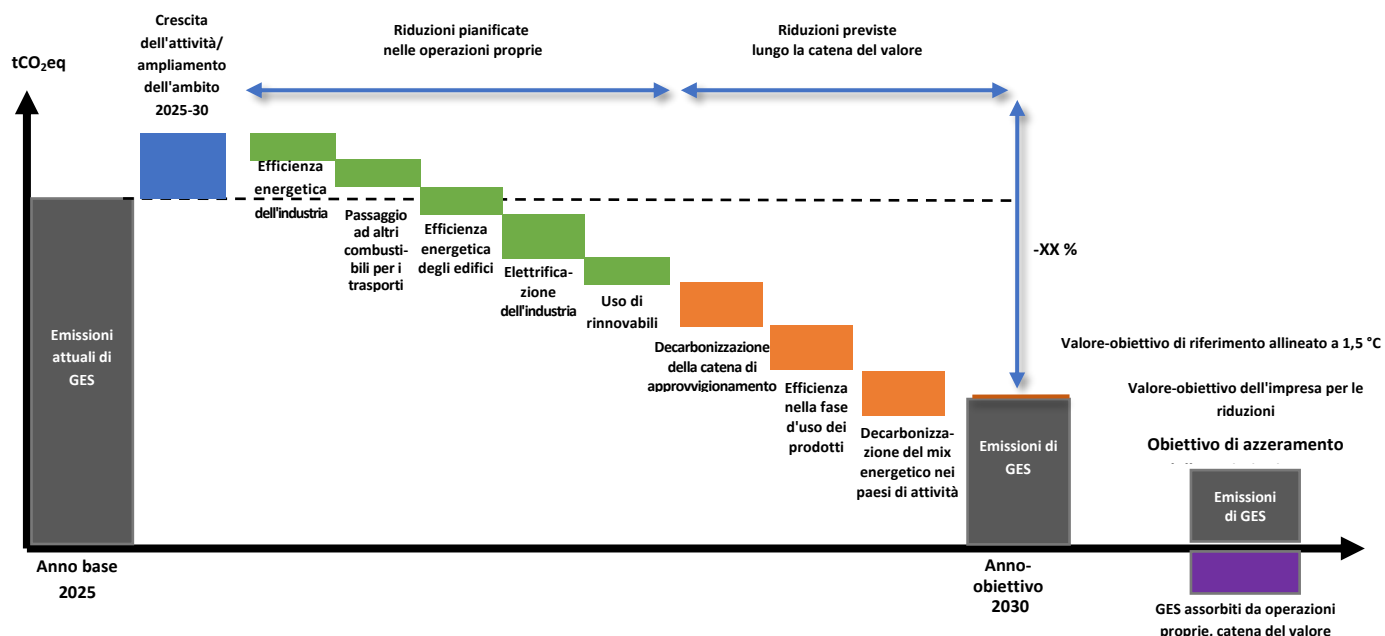 Crescita
dell'attività/
ampliamento
dell'ambito
2025-30
Riduzioni pianificate
nelle operazioni proprie
Riduzioni previste
lungo la catena del valore
tCO₂eq
Efficienza
energetica
dell'industria
Passaggio
ad altri
combusti-
bili per i
trasporti
Efficienza
energetica
degli edifici
Elettrifica-
zione
dell'industria
Uso di
rinnovabili
Decarbonizzazione
della catena di
approvvigionamento
Efficienza
nella fase
d'uso dei
prodotti
Decarbonizza-
zione del mix
energetico nei
paesi di attività
-XX %
Valore-obiettivo di riferimento allineato a 1,5 °C
Valore-obiettivo dell'impresa per le
riduzioni
Obiettivo di azzeramento
Emissioni
attuali di
GES
Emissioni di
GES
Emissioni
di GES
Anno base
2025
Anno-
obiettivo
2030
GES assorbiti da operazioni
proprie, catena del valore